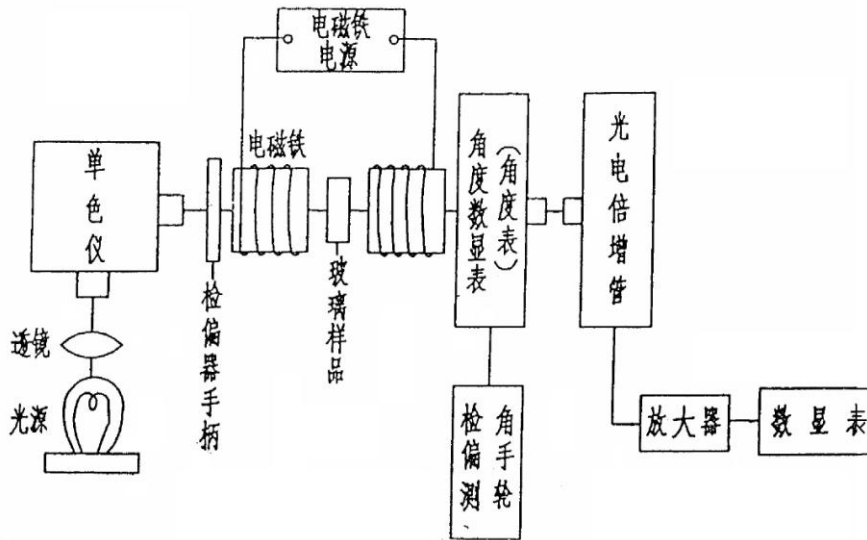 电磁铁
电源
单色仪
电磁铁
角度数显表
（角度表）
光电倍增管
检偏器手柄
玻璃样品
透镜
光源
检偏测
角手轮
放大器
数显表